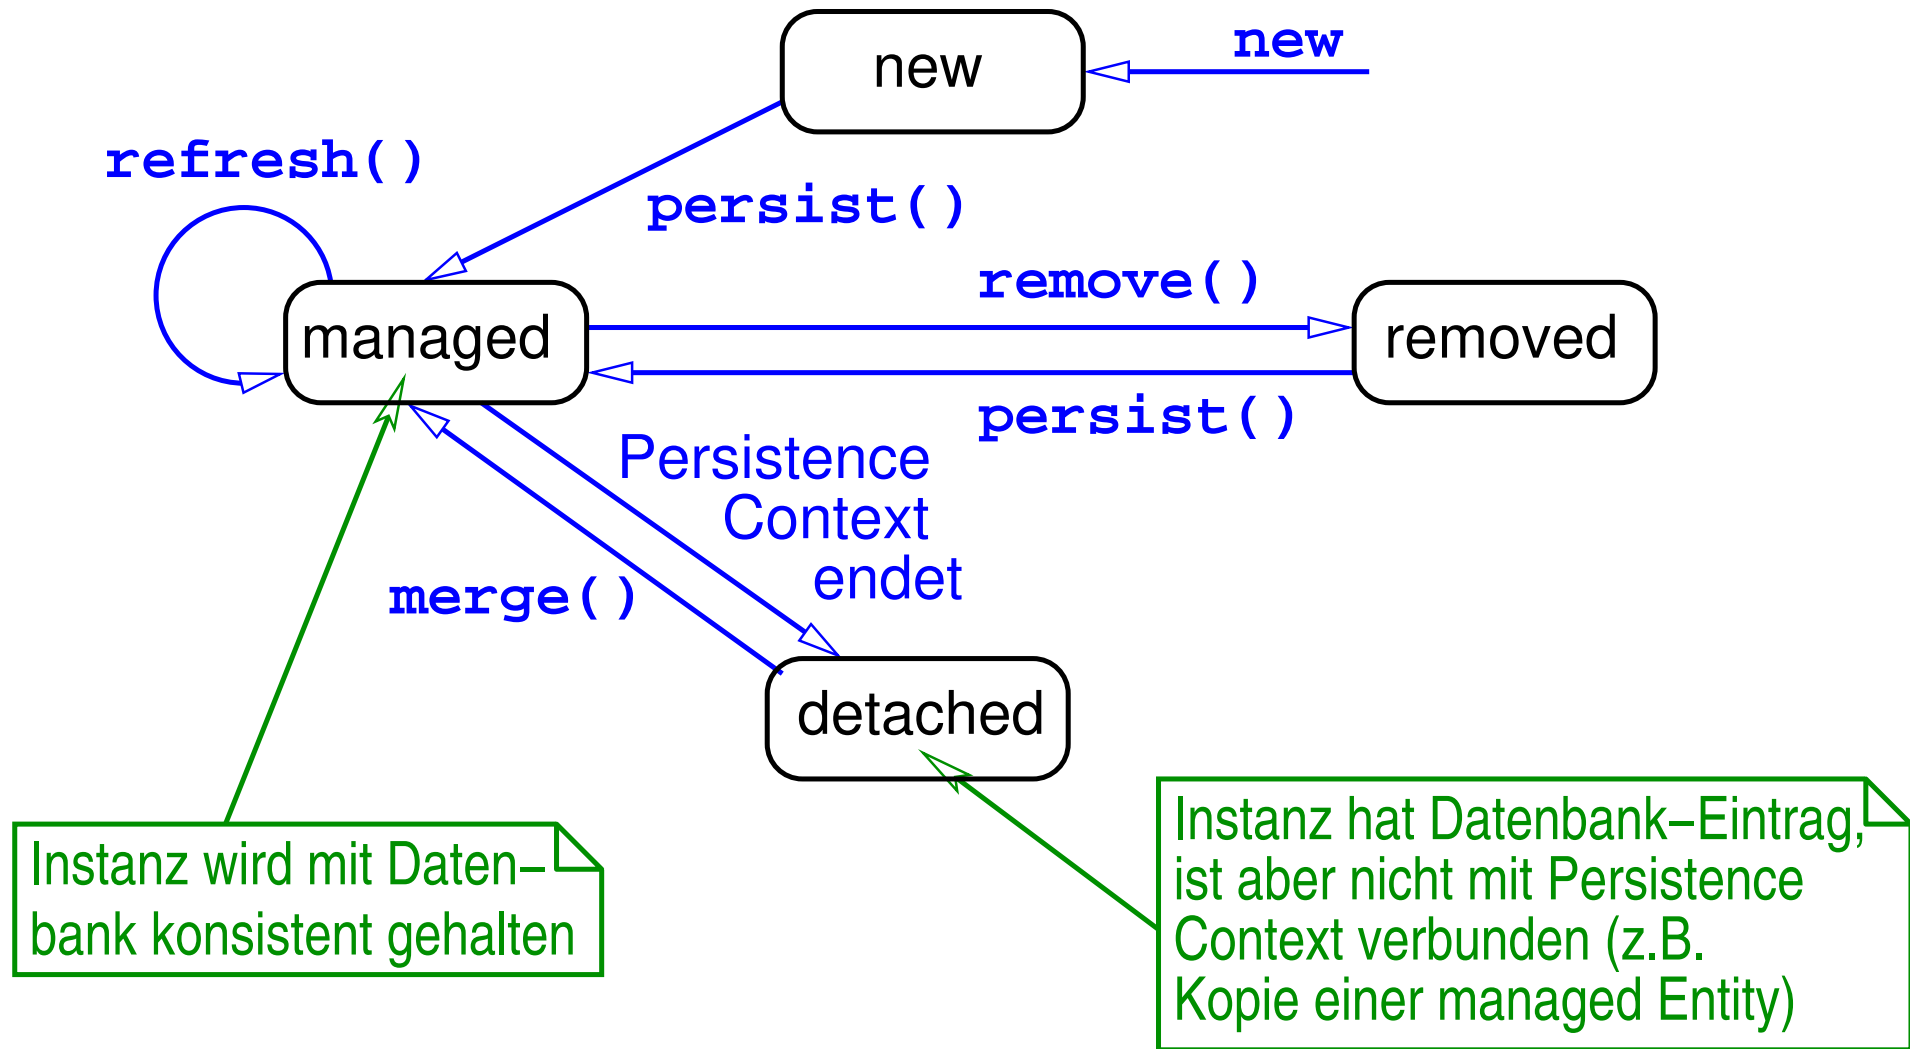 new
new
refresh()
persist()
remove()
managed
removed
persist()
Persistence
Context
endet
merge()
detached
Instanz wird mit Daten–
bank konsistent gehalten
Instanz hat Datenbank–Eintrag,
ist aber nicht mit Persistence
Context verbunden (z.B.
Kopie einer managed Entity)